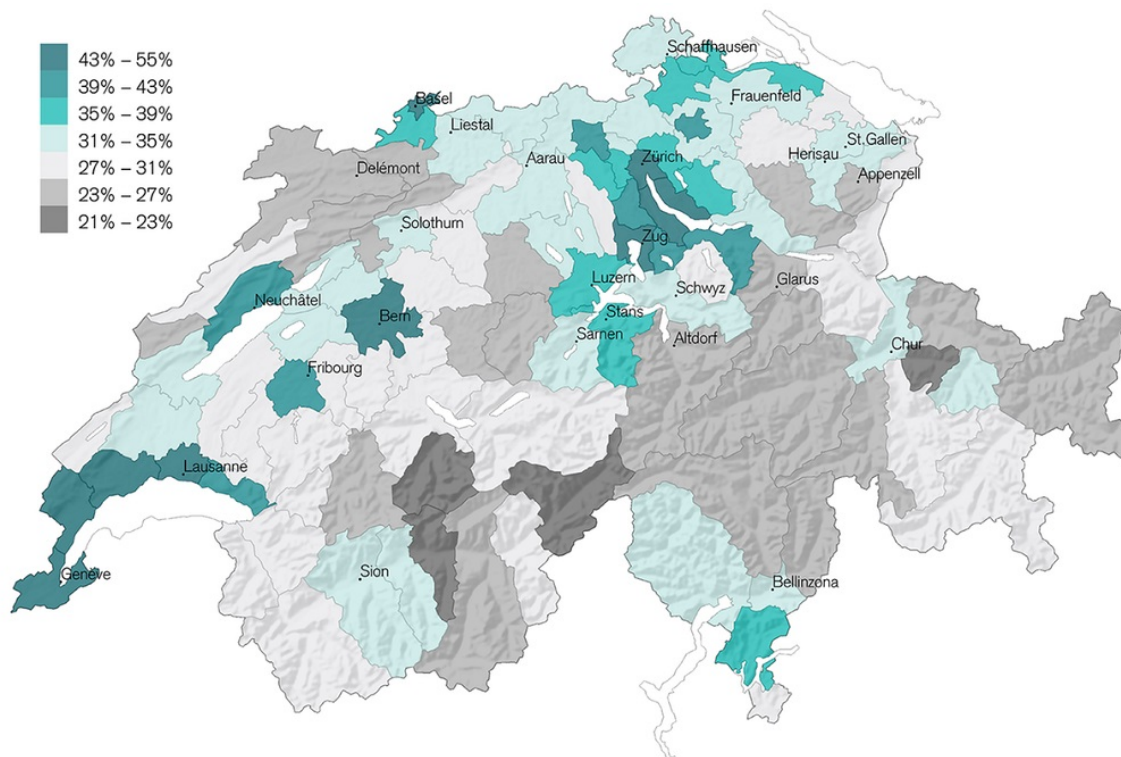 43% – 55%
39% – 43%
35% – 39%
31% – 35%
27% – 31%
23% – 27%
21% – 23%
Schaffhausen
Basel
Frauenfeld
Liestal
St.Gallen
Aarau
Zürich
Herisau
Delémont
Appenzell
Solothurn
Zug
Luzern
Glarus
Schwyz
Neuchâtel
Stans
Bern
Sarnen
Altdorf
Chur
Fribourg
Lausanne
Sion
Genève
Bellinzona